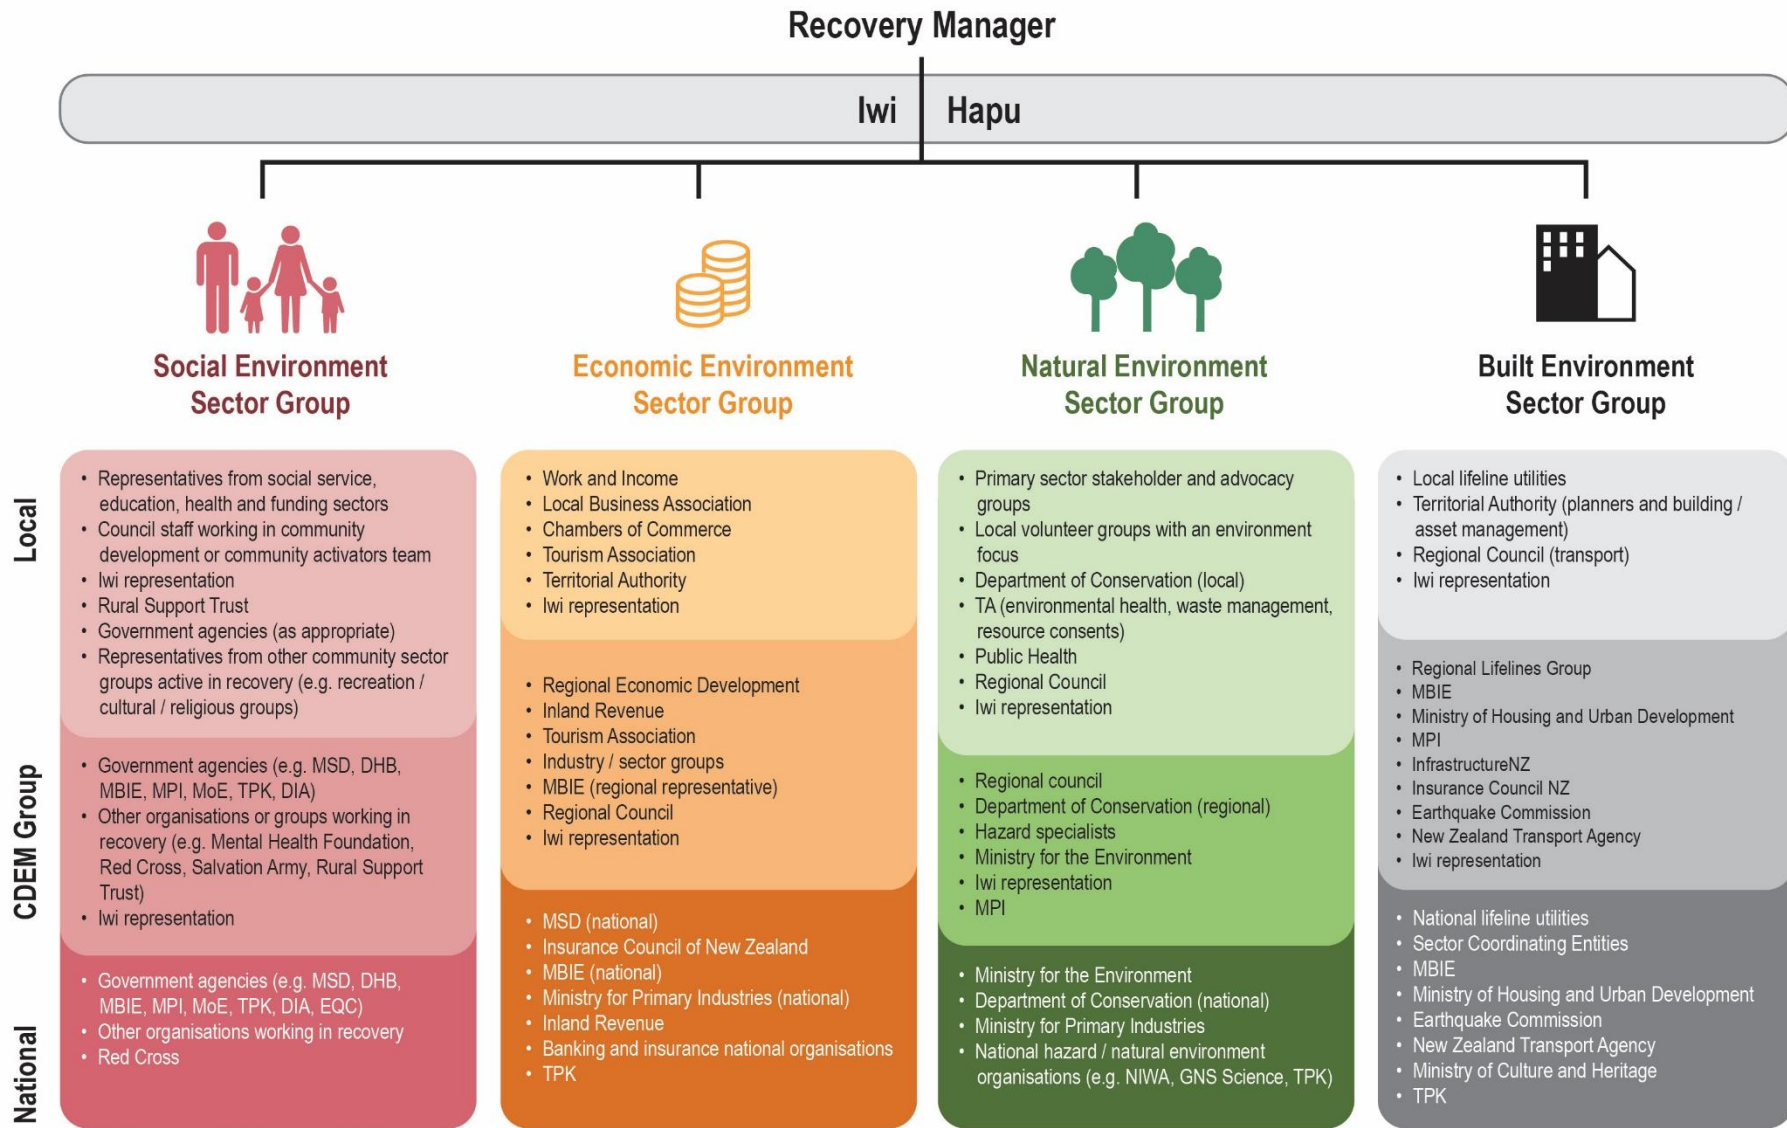 Recovery Manager
Iwi Hapu
Social Environment
Sector Group
Economic Environment
Sector Group
Natural Environment
Sector Group
Built Environment
Sector Group
Local
• Representatives from social service,
education, health and funding sectors
• Council staff working in community
development or community activators team
• Iwi representation
• Rural Support Trust
• Government agencies (as appropriate)
• Representatives from other community sector
groups active in recovery (e.g. recreation /
cultural / religious groups)
• Work and Income
• Local Business Association
• Chambers of Commerce
• Tourism Association
• Territorial Authority
• Iwi representation
• Primary sector stakeholder and advocacy
groups
• Local volunteer groups with an environment
focus
• Department of Conservation (local)
• TA (environmental health, waste management,
resource consents)
• Public Health
• Regional Council
• Iwi representation
• Local lifeline utilities
• Territorial Authority (planners and building /
asset management)
• Regional Council (transport)
• Iwi representation
CDEM Group
• Government agencies (e.g. MSD, DHB,
MBIE, MPI, MoE, TPK, DIA)
• Other organisations or groups working in
recovery (e.g. Mental Health Foundation,
Red Cross, Salvation Army, Rural Support
Trust)
• Iwi representation
• Regional Economic Development
• Inland Revenue
• Tourism Association
• Industry / sector groups
• MBIE (regional representative)
• Regional Council
• Iwi representation
• Regional council
• Department of Conservation (regional)
• Hazard specialists
• Ministry for the Environment
• Iwi representation
• MPI
• Regional Lifelines Group
• MBIE
• Ministry of Housing and Urban Development
• MPI
• InfrastructureNZ
• Insurance Council NZ
• Earthquake Commission
• New Zealand Transport Agency
• Iwi representation
National
• Government agencies (e.g. MSD, DHB,
MBIE, MPI, MoE, TPK, DIA, EQC)
• Other organisations working in recovery
• Red Cross
• MSD (national)
• Insurance Council of New Zealand
• MBIE (national)
• Ministry for Primary Industries (national)
• Inland Revenue
• Banking and insurance national organisations
• TPK
• Ministry for the Environment
• Department of Conservation (national)
• Ministry for Primary Industries
• National hazard / natural environment
organisations (e.g. NIWA, GNS Science, TPK)
• National lifeline utilities
• Sector Coordinating Entities
• MBIE
• Ministry of Housing and Urban Development
• Earthquake Commission
• New Zealand Transport Agency
• Ministry of Culture and Heritage
• TPK